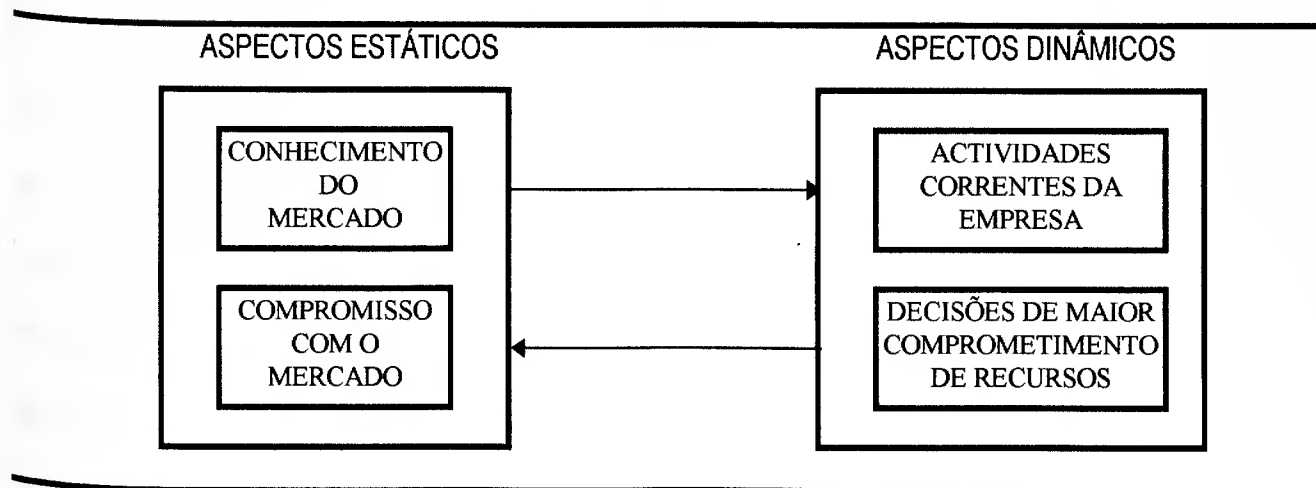 ASPECTOS ESTÁTICOS
CONHECIMENTO
DO
MERCADO
COMPROMISSO
COM O
MERCADO
ASPECTOS DINÂMICOS
ACTIVIDADES
CORRENTES DA
EMPRESA
DECISÕES DE MAIOR
COMPROMETIMENTO
DE RECURSOS